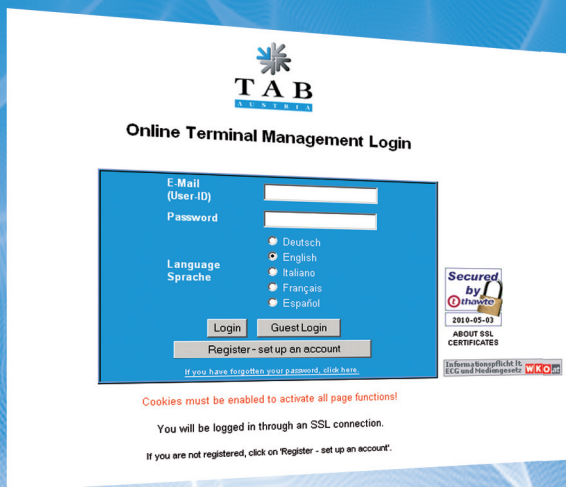 TAB
AUSTRIA
Online Terminal Management Login
E-Mail
(User-ID)
Password
Language
Sprache
Deutsch
English
Italiano
Français
Español
Login Guest Login
Register - set up an account
If you have forgotten your password, click here.
Secured
by
thawte
2010-05-03
ABOUT SSL
CERTIFICATES
Informationspflicht lt.
ECG und Mediengesetz WKO.at
Cookies must be enabled to activate all page functions!
You will be logged in through an SSL connection.
If you are not registered, click on 'Register - set up an account'.